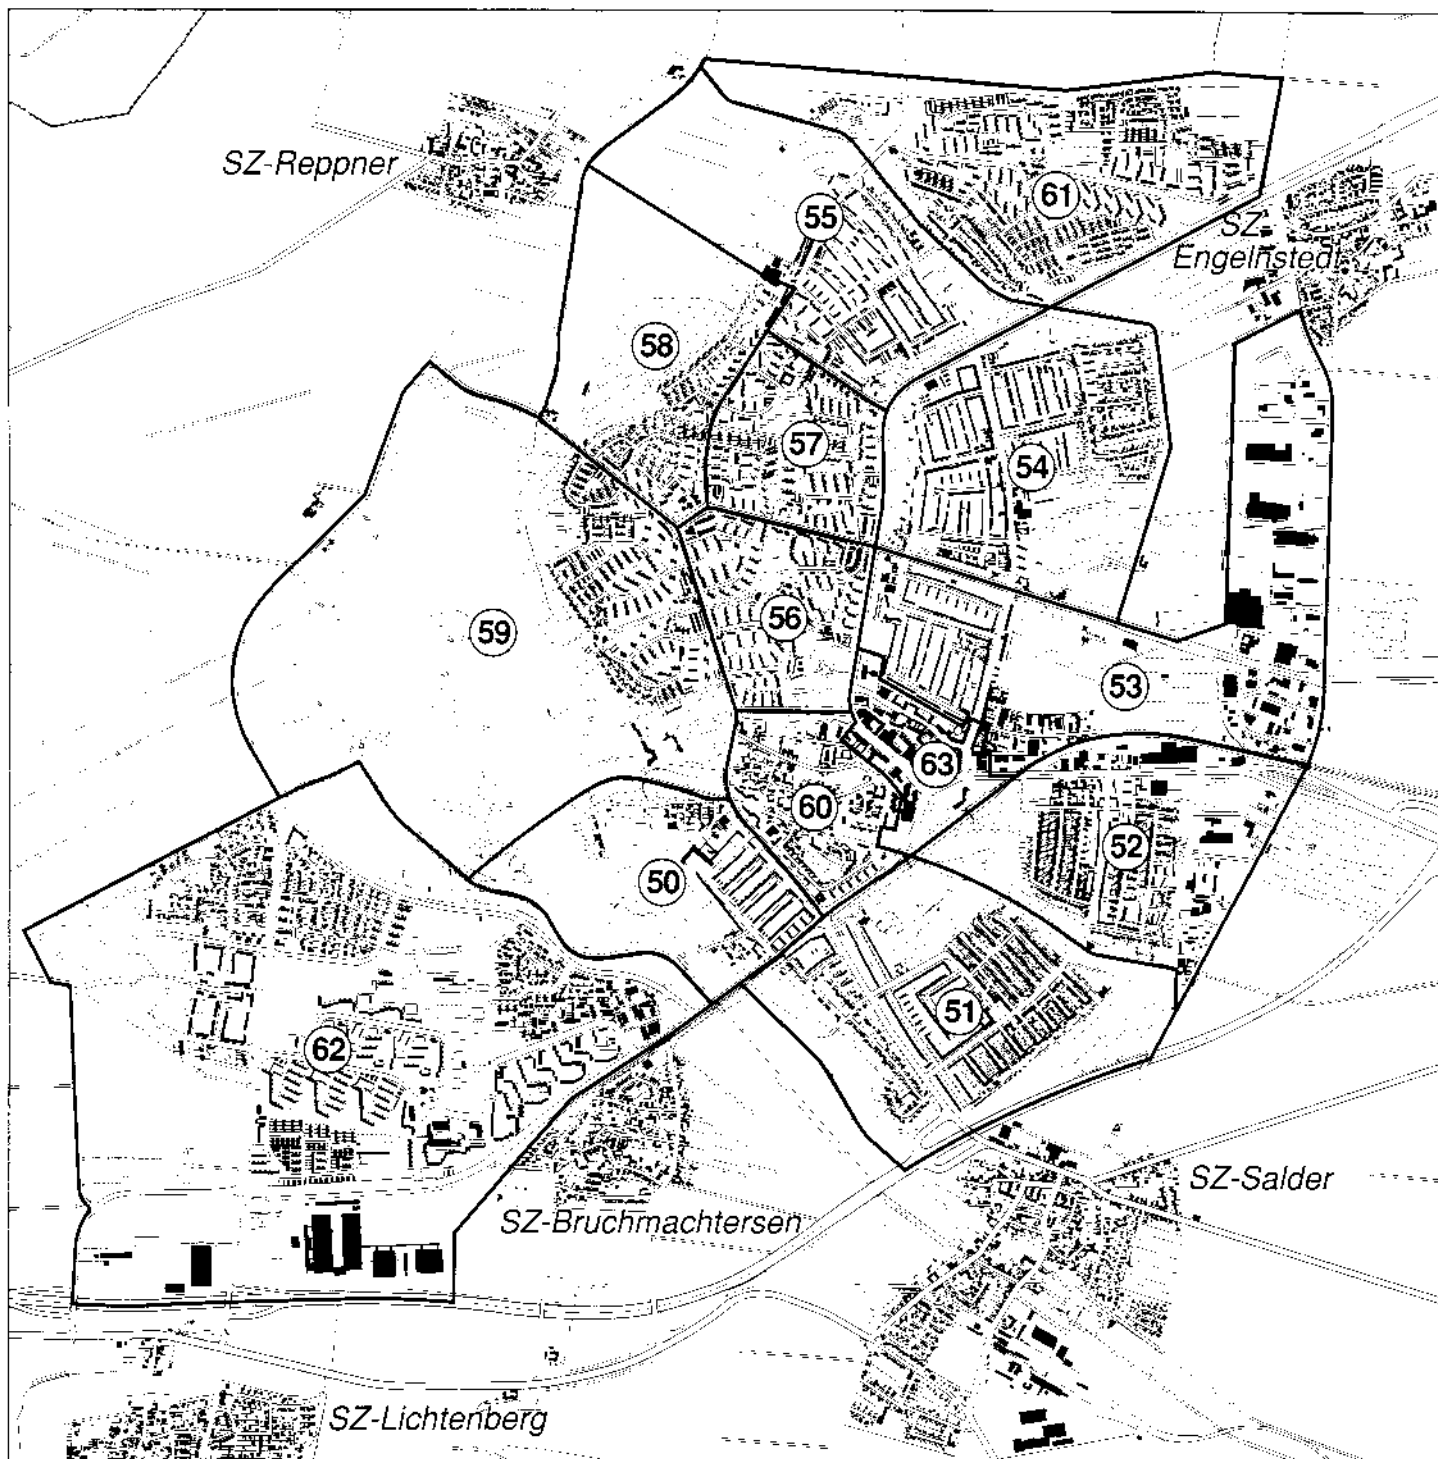 SZ-Reppner
55
61
SZ-
Engelnstedt
58
57
54
59
56
53
63
60
52
50
51
62
SZ-Salder
SZ-Bruchmachtersen
SZ-Lichtenberg